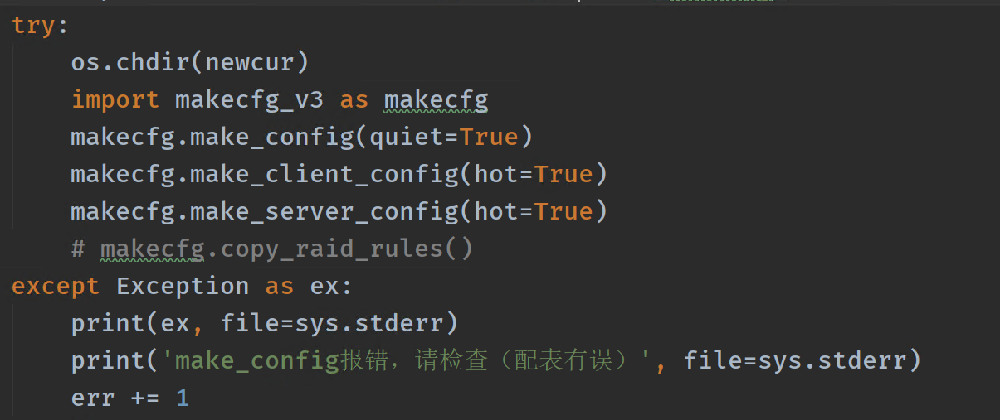 try:
    os.chdir(newcur)
    import makecfg_v3 as makecfg
    makecfg.make_config(quiet=True)
    makecfg.make_client_config(hot=True)
    makecfg.make_server_config(hot=True)
    # makecfg.copy_raid_rules()
except Exception as ex:
    print(ex, file=sys.stderr)
    print('make_config报错，请检查（配表有误）', file=sys.stderr)
    err += 1